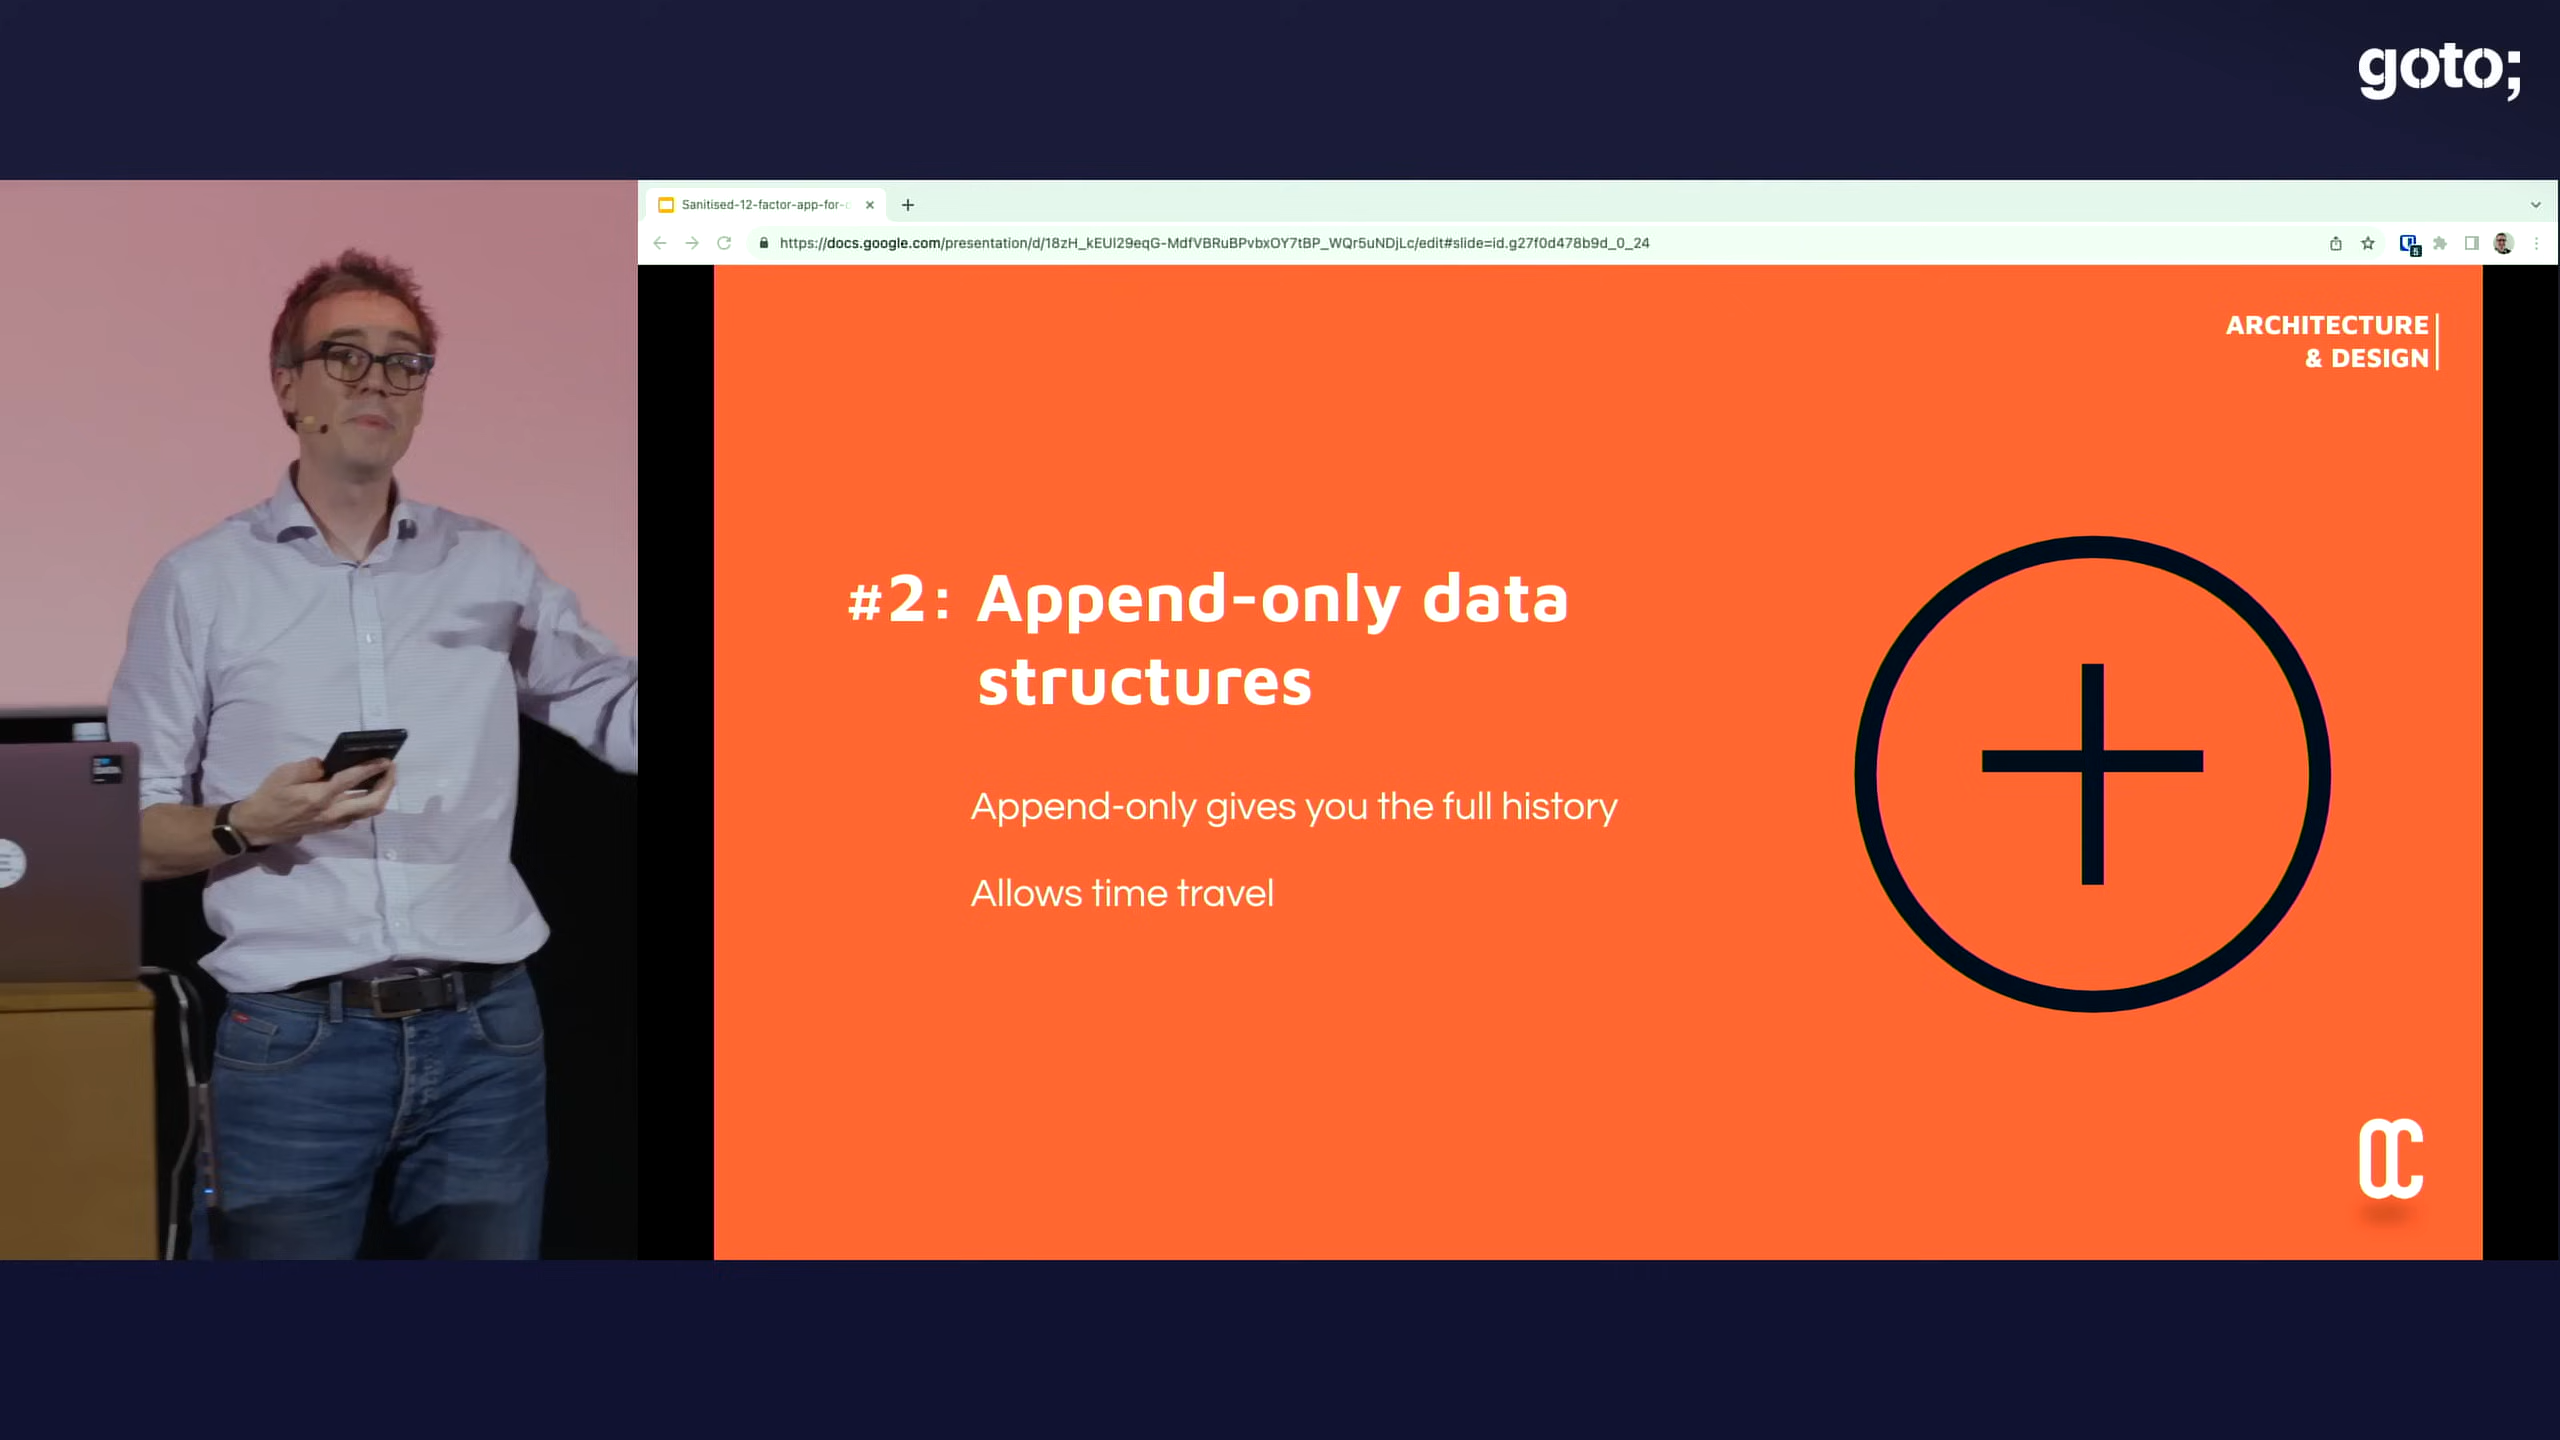 goto;
Sanitised-12-factor-app-for-
https://docs.google.com/presentation/d/18zH_kEUl29eqG-MdfVBRuBPvbxOY7tBP_WQr5uNDjLc/edit#slide=id.g27f0d478b9d_0_24
ARCHITECTURE
& DESIGN
#2: Append-only data
structures
Append-only gives you the full history
Allows time travel